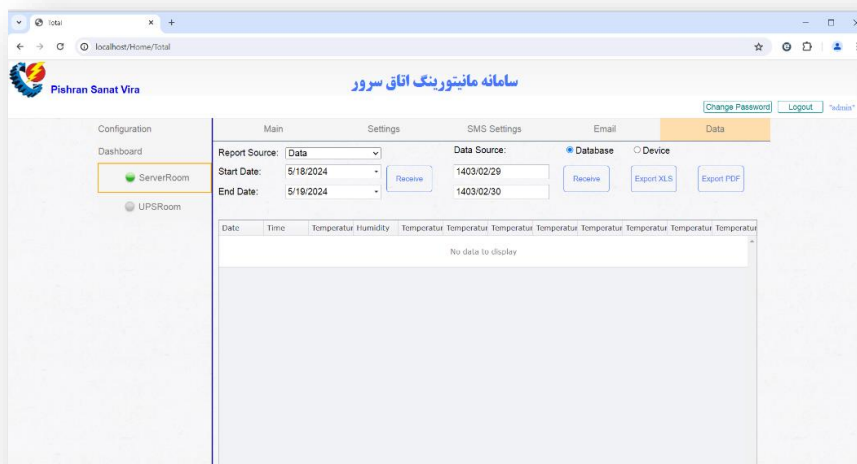 Total
localhost/Home/Total
Pishran Sanat Vira
سامانه مانیتورینگ اتاق سرور
Change Password Logout "admin"
Configuration
Dashboard
ServerRoom
UPSRoom
Main Settings SMS Settings Email Data
Report Source: Data Data Source: Database Device
Start Date: 5/18/2024 Receive 1403/02/29 Receive Export XLS Export PDF
End Date: 5/19/2024 1403/02/30
Date Time Temperatur Humidity Temperatur Temperatur Temperatur Temperatur Temperatur Temperatur Temperatur Temperatur
No data to display